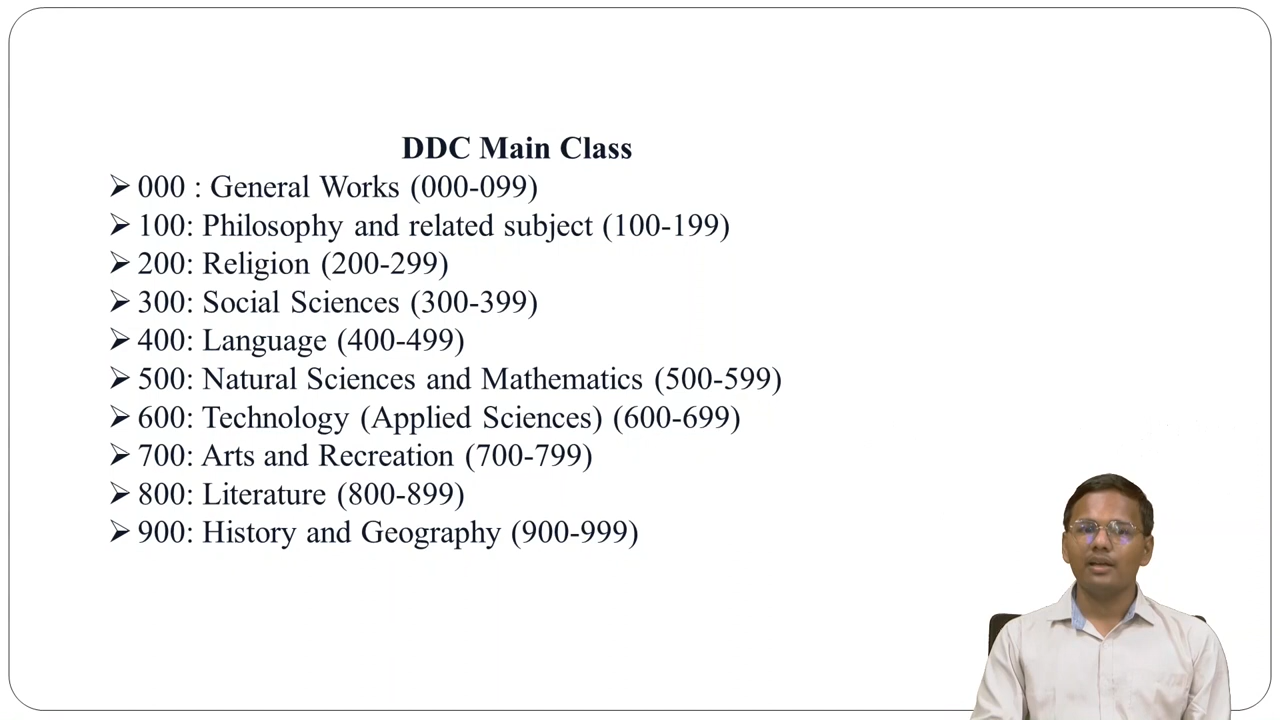 DDC Main Class
➢ 000 : General Works (000-099)
➢ 100: Philosophy and related subject (100-199)
➢ 200: Religion (200-299)
➢ 300: Social Sciences (300-399)
➢ 400: Language (400-499)
➢ 500: Natural Sciences and Mathematics (500-599)
➢ 600: Technology (Applied Sciences) (600-699)
➢ 700: Arts and Recreation (700-799)
➢ 800: Literature (800-899)
➢ 900: History and Geography (900-999)